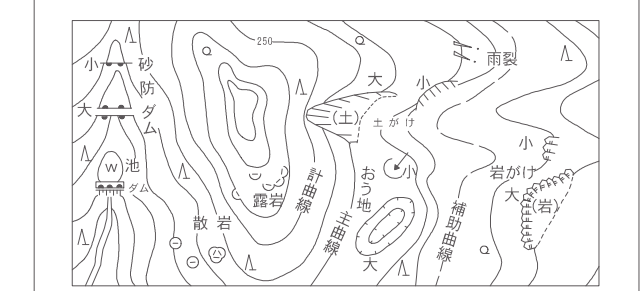 250
小 砂防ダム
大
W 池
ダム
散岩
露岩
計曲線
主曲線
大
(土)
土がけ
小
雨裂
おう地
小
大
補助曲線
小
岩がけ
大
(岩)